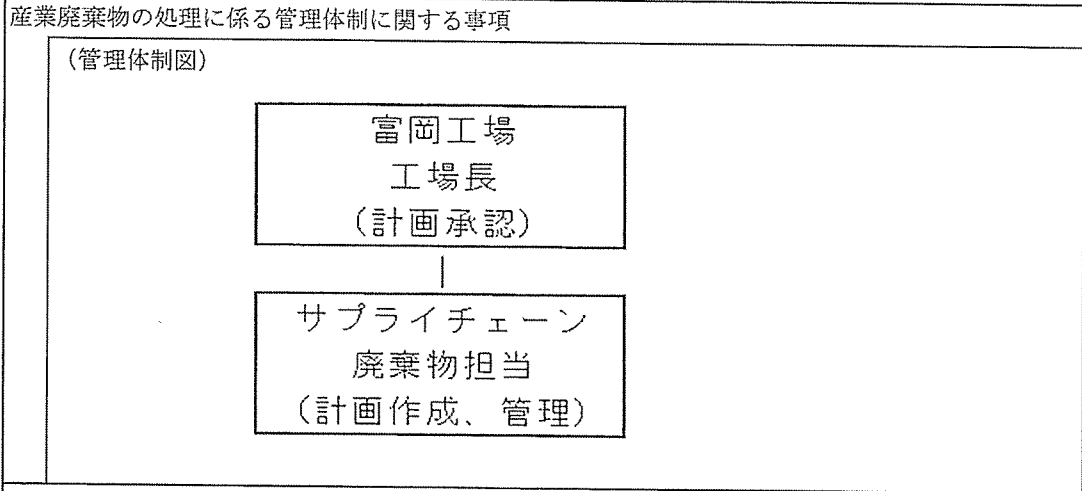 産業廃棄物の処理に係る管理体制に関する事項
（管理体制図）
富岡工場
工場長
（計画承認）
サプライチェーン
廃棄物担当
（計画作成、管理）